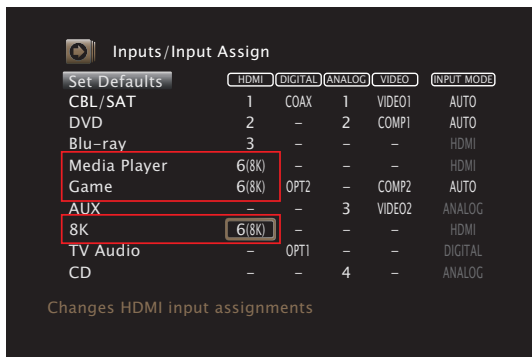 Inputs/Input Assign
Set Defaults HDMI DIGITAL ANALOG VIDEO INPUT MODE
CBL/SAT 1 COAX 1 VIDEO1 AUTO
DVD 2 – 2 COMP1 AUTO
Blu-ray 3 – – – HDMI
Media Player 6(8K) – – – HDMI
Game 6(8K) OPT2 – COMP2 AUTO
AUX – – 3 VIDEO2 ANALOG
8K 6(8K) – – – HDMI
TV Audio – OPT1 – – DIGITAL
CD – – 4 – ANALOG
Changes HDMI input assignments